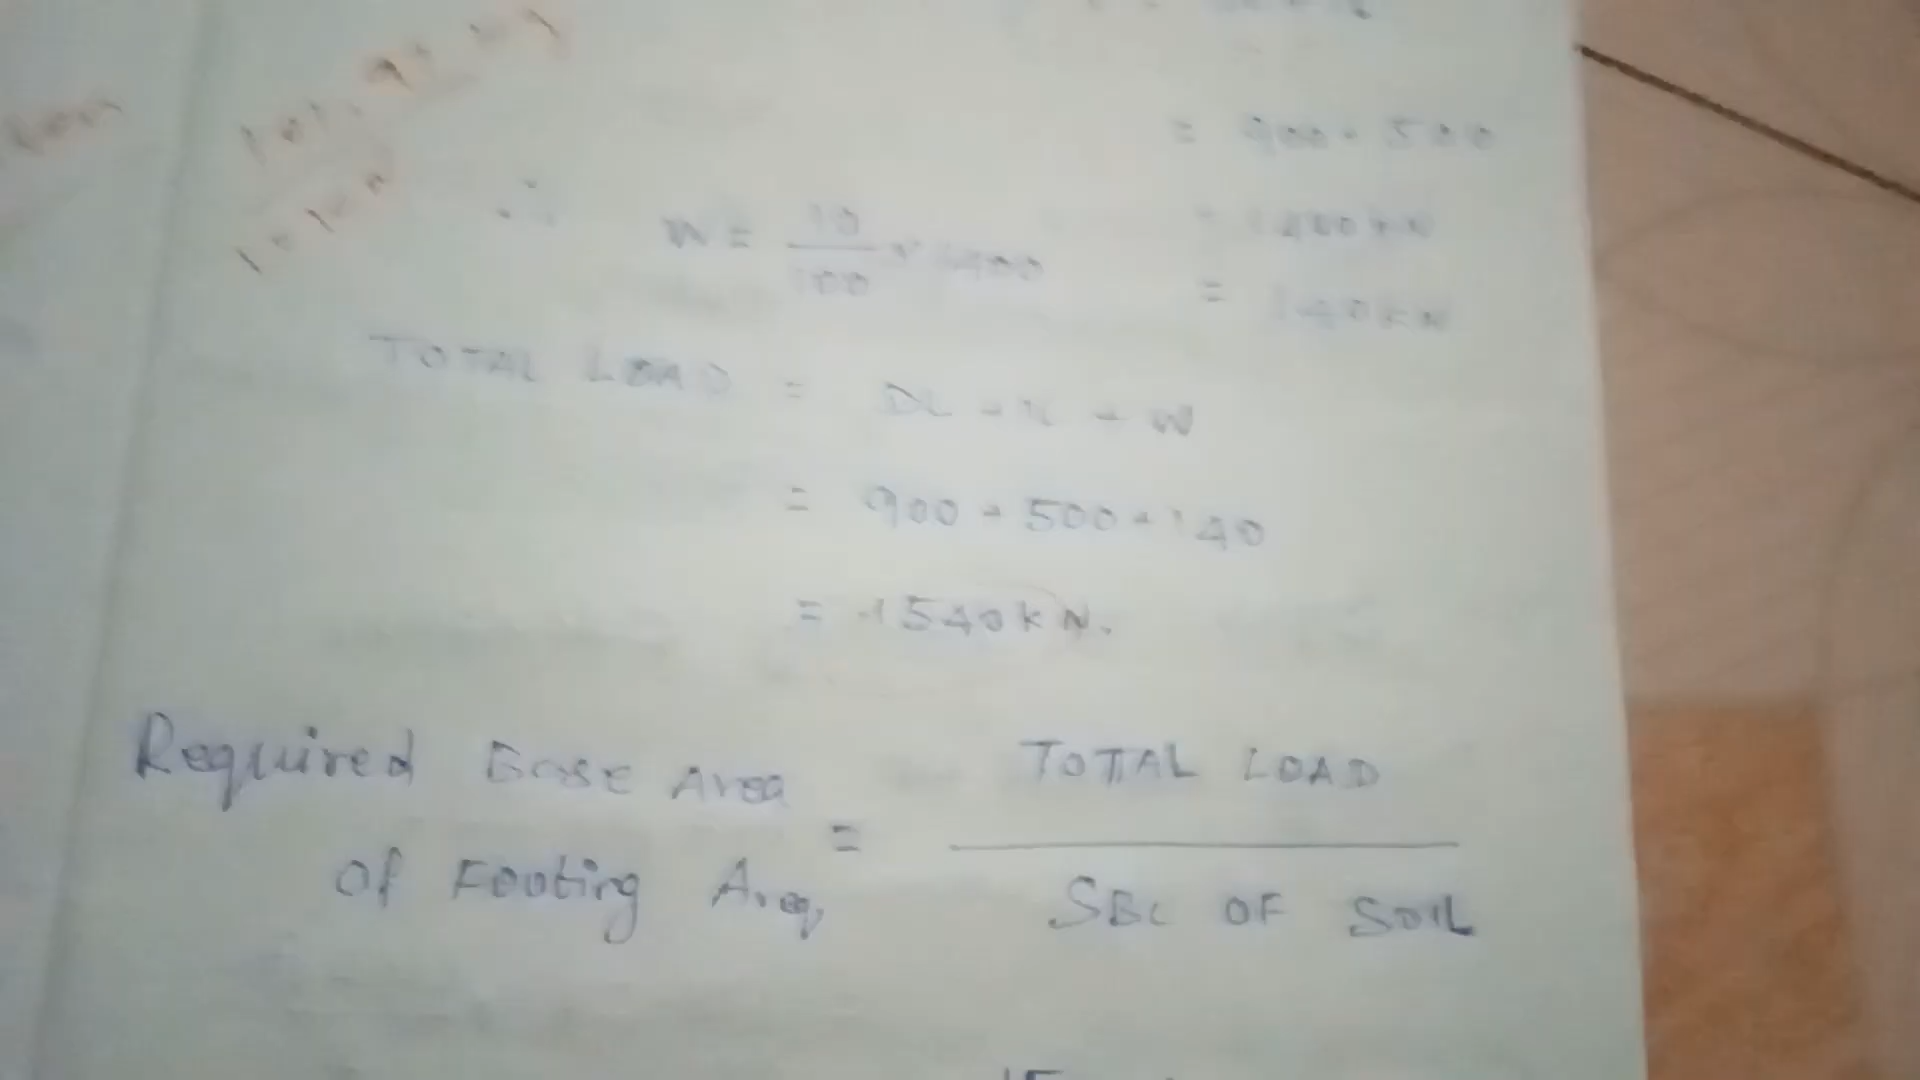 = 900 + 500
= 1400 kN
∴ W = 10/100 × 1400
= 140 kN
TOTAL LOAD = DL + LL + W
= 900 + 500 + 140
= 1540 kN.
Required Base Area
of Footing Areq, = TOTAL LOAD / SBC OF SOIL